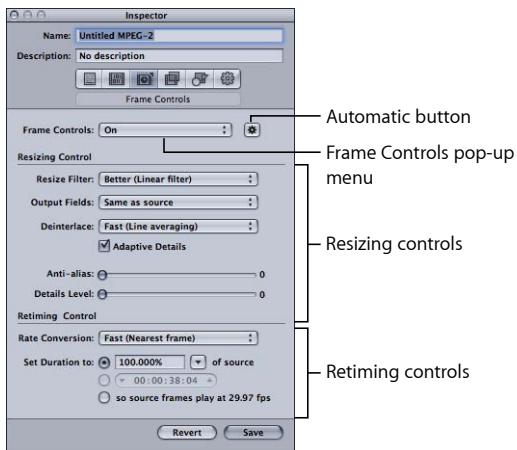 Inspector
Name: Untitled MPEG-2
Description: No description
Frame Controls
Automatic button
Frame Controls: On
Frame Controls pop-up
menu
Resizing Control
Resize Filter: Better (Linear filter)
Output Fields: Same as source
Deinterlace: Fast (Line averaging)
Adaptive Details
Resizing controls
Anti-alias: 0
Details Level: 0
Retiming Control
Rate Conversion: Fast (Nearest frame)
Set Duration to: 100.000% of source
Retiming controls
00:00:38:04
so source frames play at 29.97 fps
Revert Save